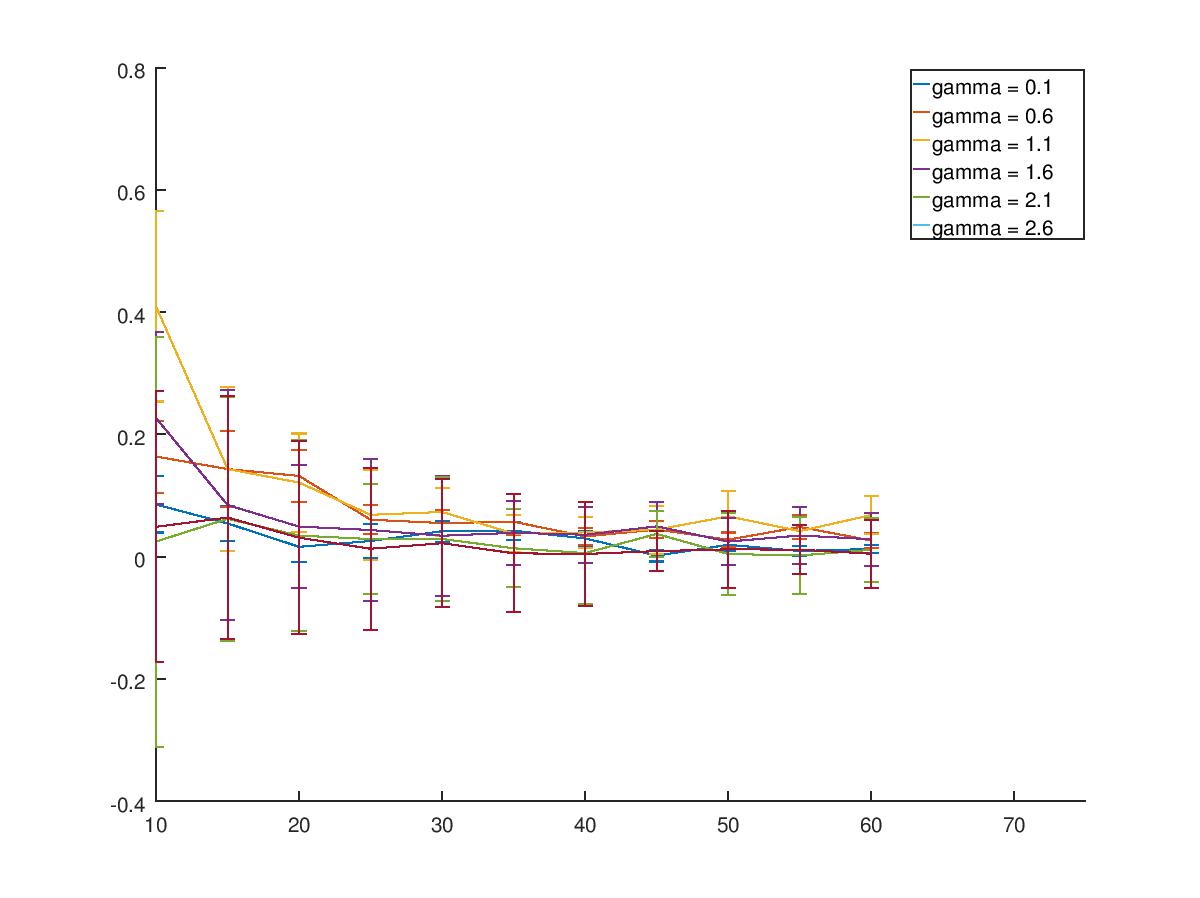 0.8
0.6
0.4
0.2
0
-0.2
-0.4
10 20 30 40 50 60 70
gamma = 0.1
gamma = 0.6
gamma = 1.1
gamma = 1.6
gamma = 2.1
gamma = 2.6